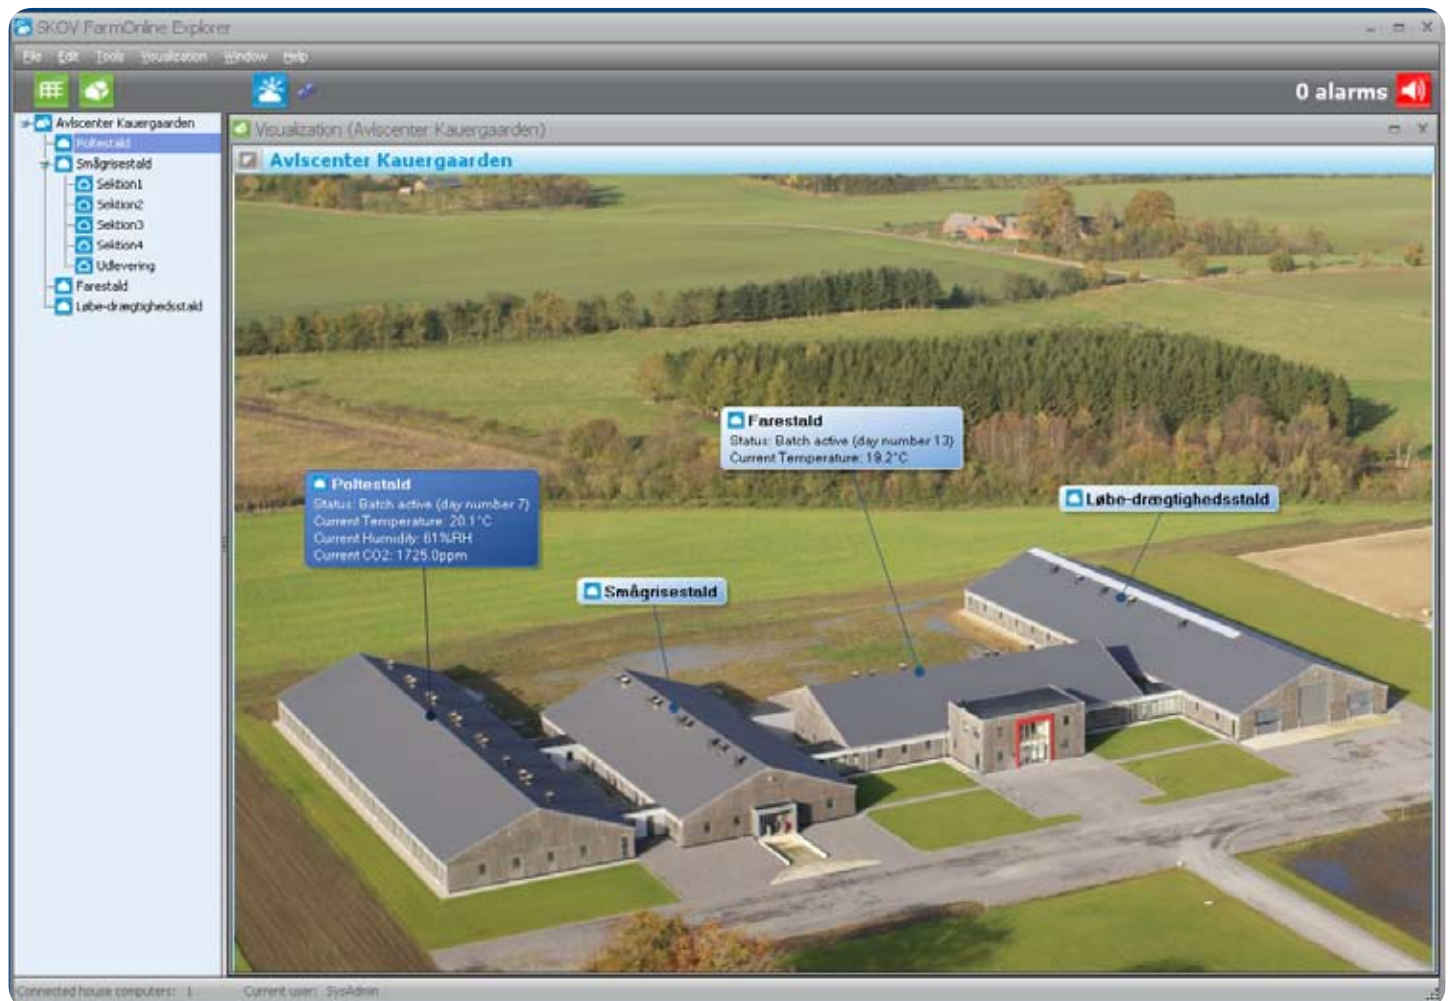 SKOV FarmOnline Explorer
File Edit Tools Visualization Window Help
0 alarms
Avlscenter Kauergaarden
Poltestald
Smågrisestald
Sektion1
Sektion2
Sektion3
Sektion4
Udlevering
Farestald
Løbe-drægtighedsstald
Visualization (Avlscenter Kauergaarden)
Avlscenter Kauergaarden
Farestald
Status: Batch active (day number 13)
Current Temperature: 19.2°C
Poltestald
Status: Batch active (day number 7)
Current Temperature: 20.1°C
Current Humidity: 61%RH
Current CO2: 1725.0ppm
Løbe-drægtighedsstald
Smågrisestald
Connected house computers: 1 Current user: SysAdmin